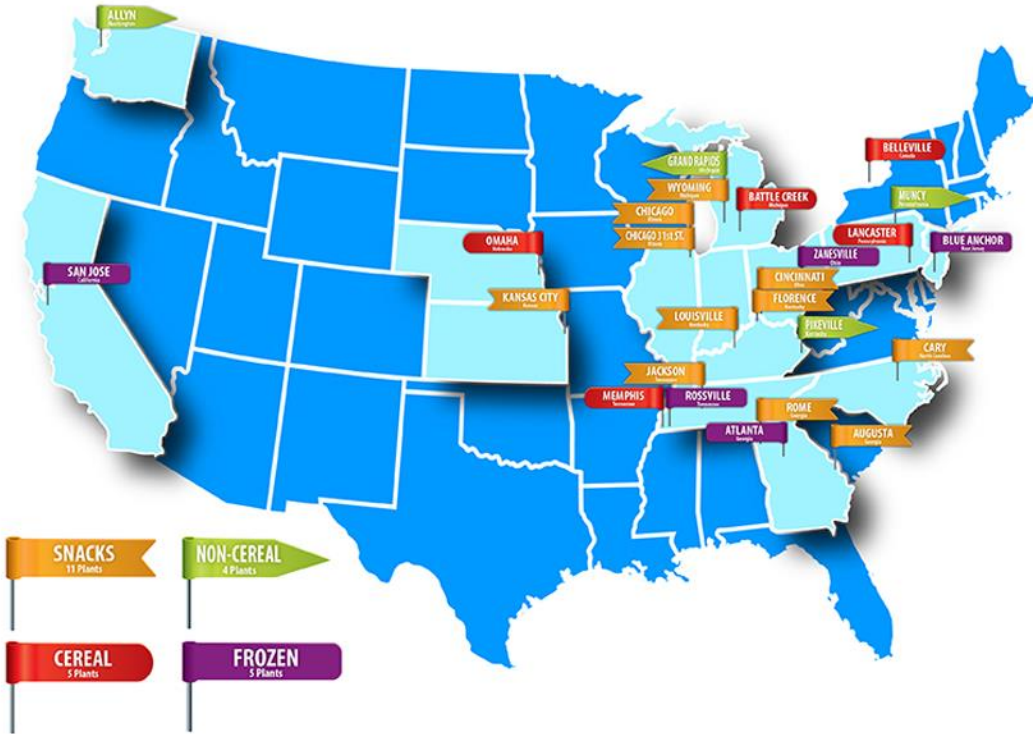 ALLYN
Washington
GRAND RAPIDS
Michigan
WYOMING
Michigan
BATTLE CREEK
Michigan
BELLEVILLE
Canada
MUNCY
Pennsylvania
CHICAGO
Illinois
CHICAGO 31st ST.
Illinois
OMAHA
Nebraska
LANCASTER
Pennsylvania
BLUE ANCHOR
New Jersey
ZANESVILLE
Ohio
SAN JOSE
California
CINCINNATI
Ohio
KANSAS CITY
Kansas
FLORENCE
Kentucky
LOUISVILLE
Kentucky
PIKEVILLE
Kentucky
CARY
North Carolina
JACKSON
Tennessee
MEMPHIS
Tennessee
ROSSVILLE
Tennessee
ROME
Georgia
ATLANTA
Georgia
AUGUSTA
Georgia
SNACKS
11 Plants
NON-CEREAL
4 Plants
CEREAL
5 Plants
FROZEN
5 Plants